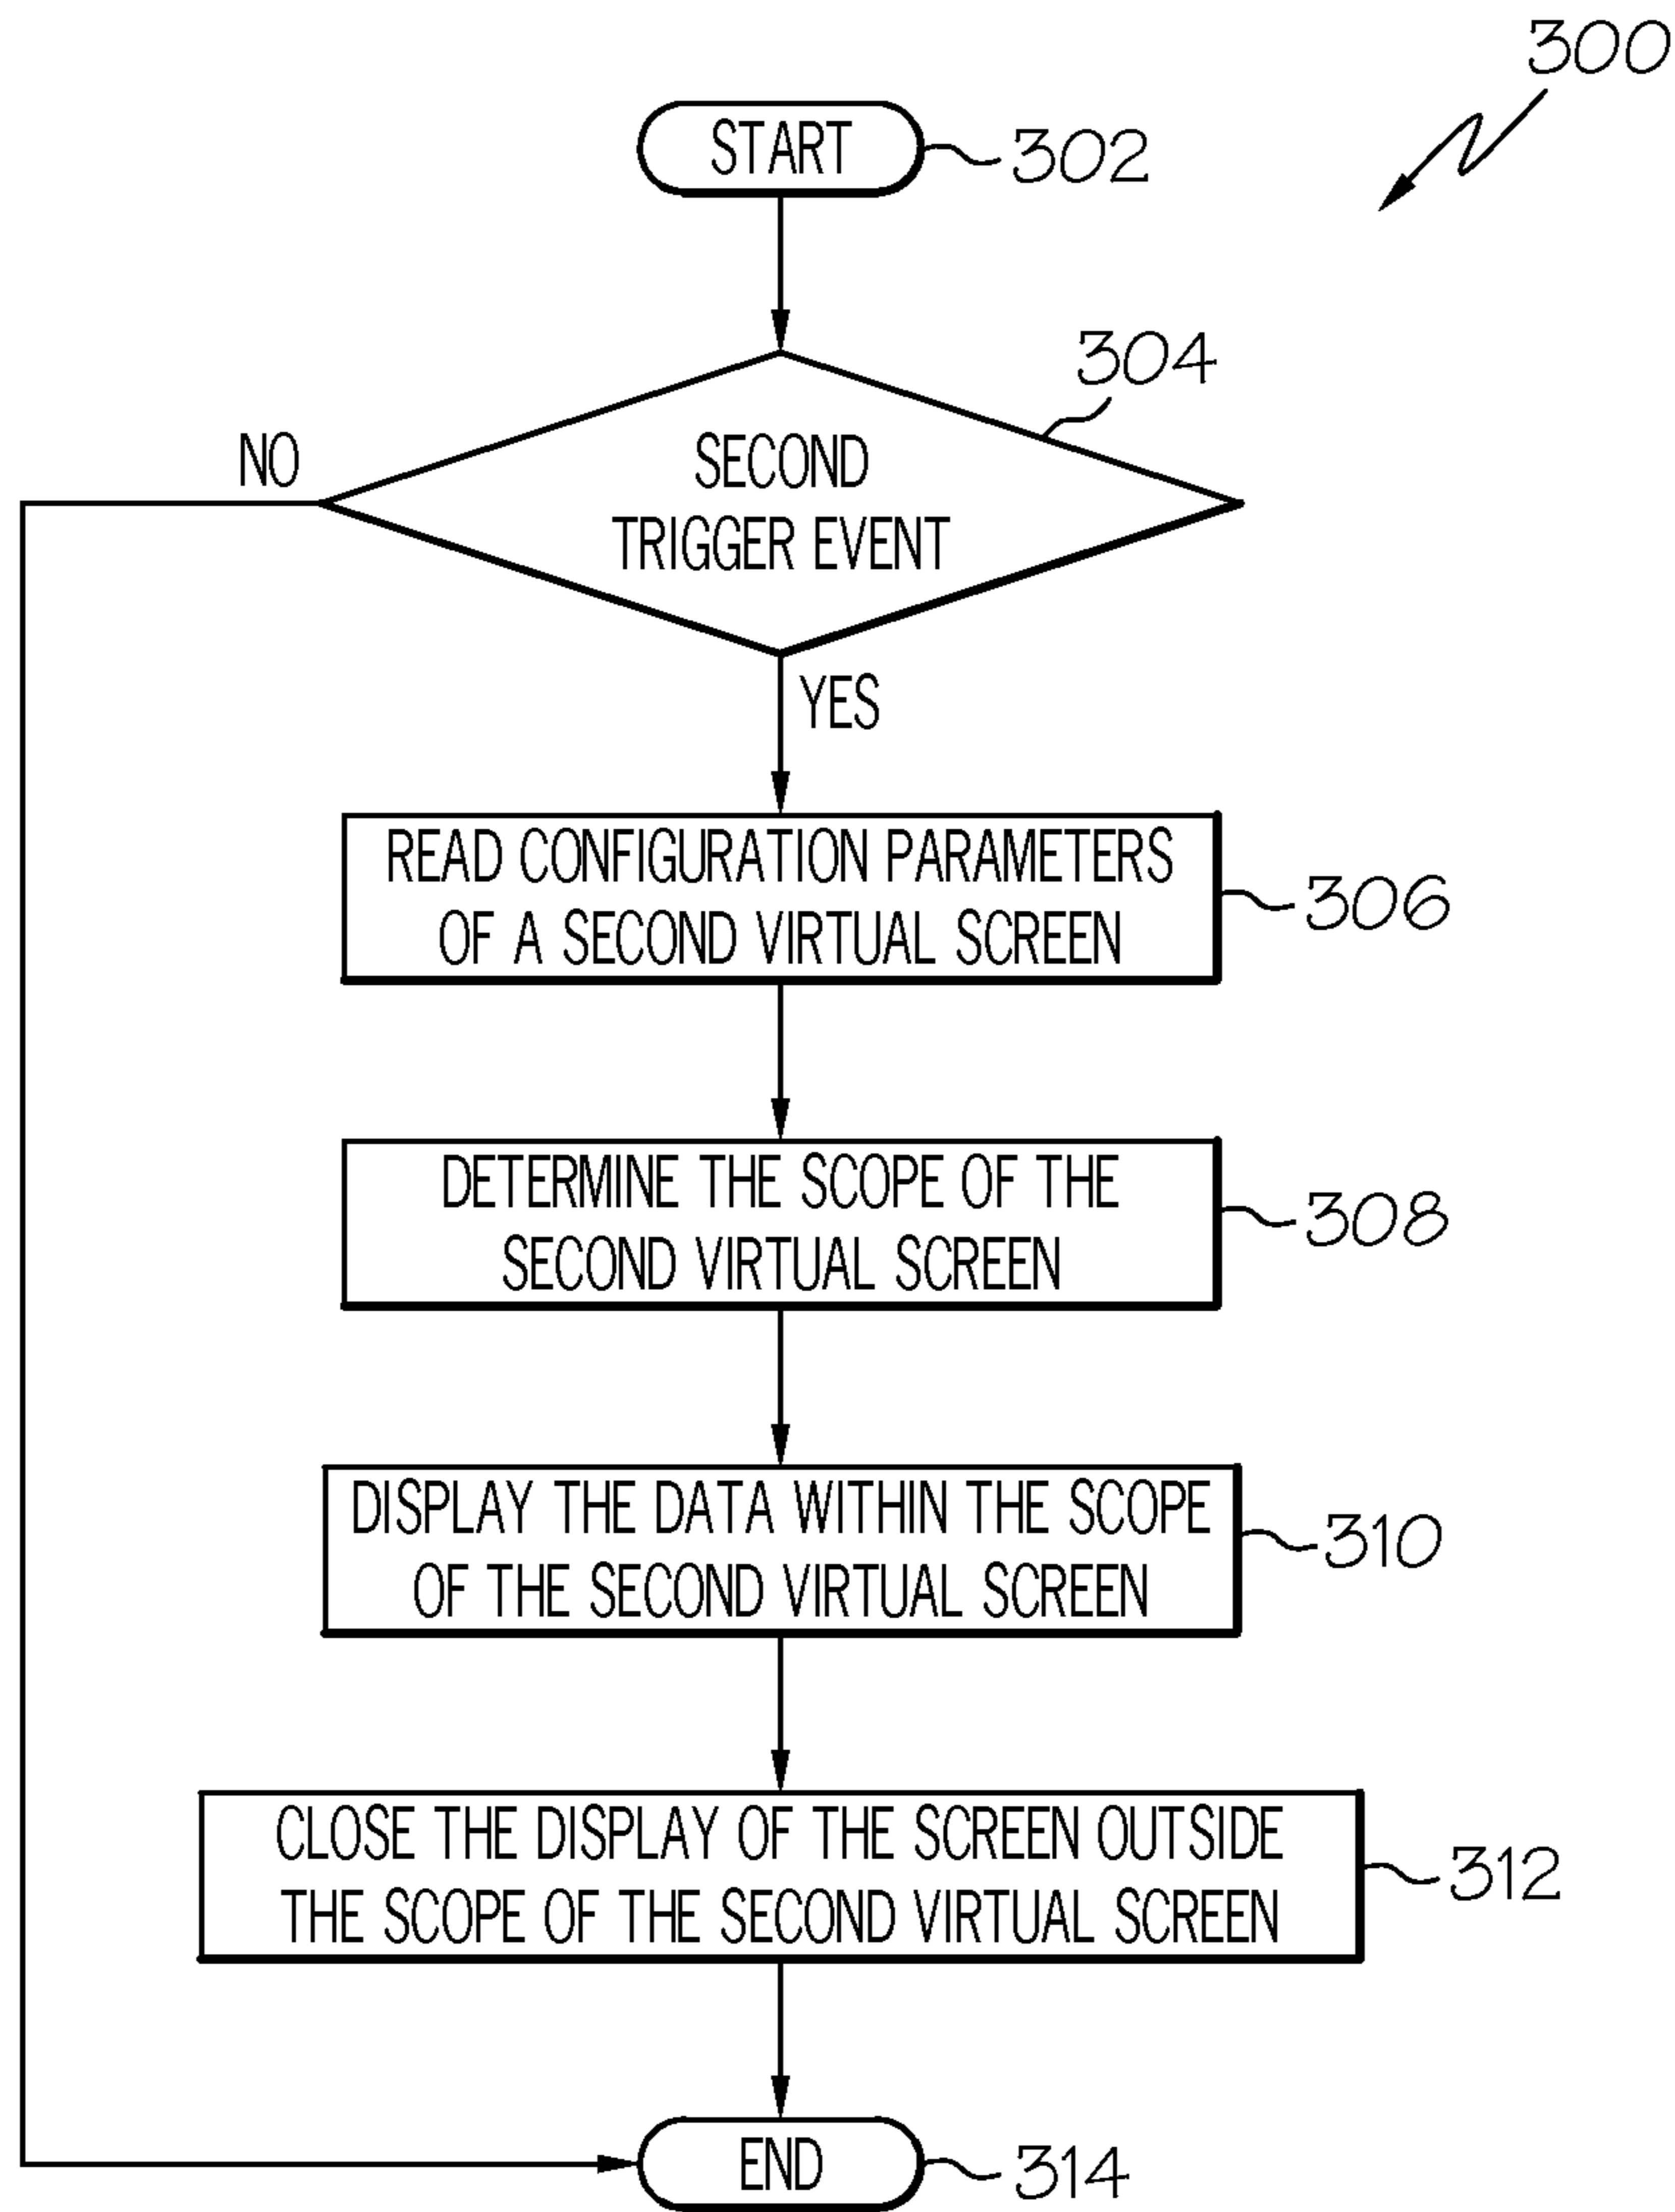 300
START
302
304
NO
SECOND
TRIGGER EVENT
YES
READ CONFIGURATION PARAMETERS
OF A SECOND VIRTUAL SCREEN
306
DETERMINE THE SCOPE OF THE
SECOND VIRTUAL SCREEN
308
DISPLAY THE DATA WITHIN THE SCOPE
OF THE SECOND VIRTUAL SCREEN
310
CLOSE THE DISPLAY OF THE SCREEN OUTSIDE
THE SCOPE OF THE SECOND VIRTUAL SCREEN
312
END
314